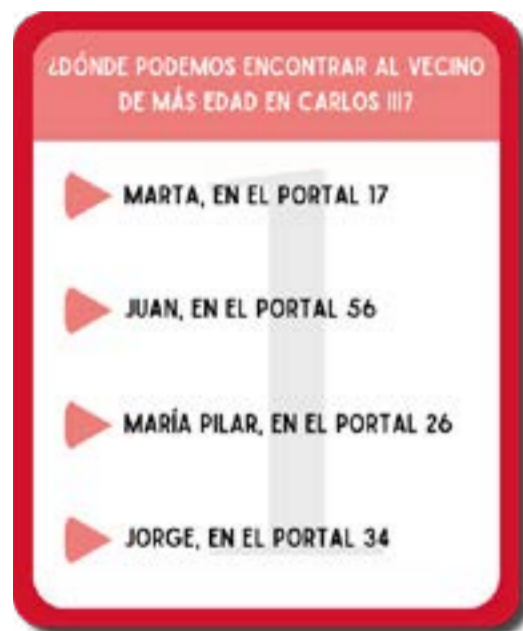 ¿DÓNDE PODEMOS ENCONTRAR AL VECINO
DE MÁS EDAD EN CARLOS III?
MARTA, EN EL PORTAL 17
JUAN, EN EL PORTAL 56
MARÍA PILAR, EN EL PORTAL 26
JORGE, EN EL PORTAL 34
1